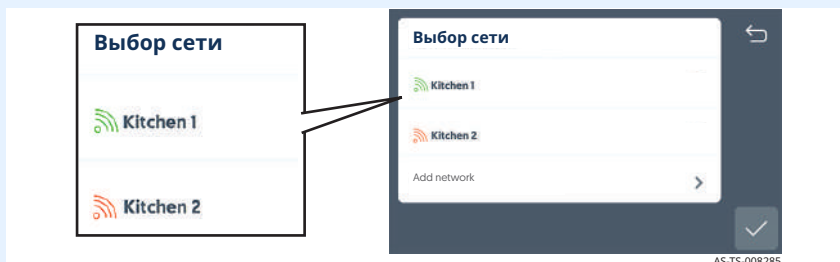 Выбор сети
Kitchen 1
Kitchen 2
Выбор сети
Kitchen 1
Kitchen 2
Add network
AS-TS-008285